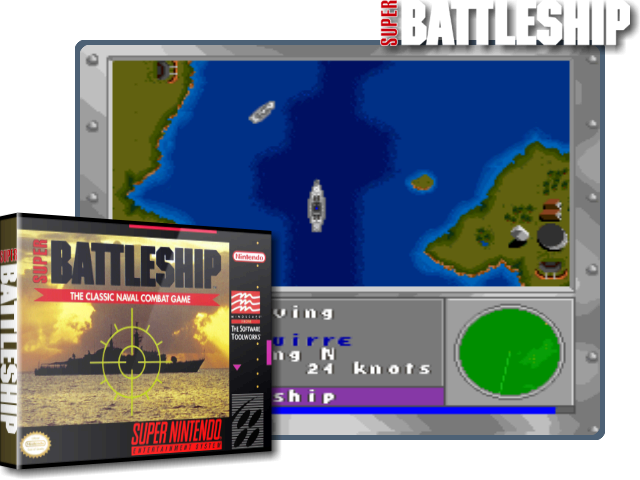 SUPER BATTLESHIP
ving
uirre
ng N
24 knots
ship
SUPER
BATTLESHIP
Nintendo
THE CLASSIC NAVAL COMBAT GAME
MINDSCAPE
THE SOFTWARE
TOOLWORKS
SUPER NINTENDO
ENTERTAINMENT SYSTEM
SUPER BATTLESHIP